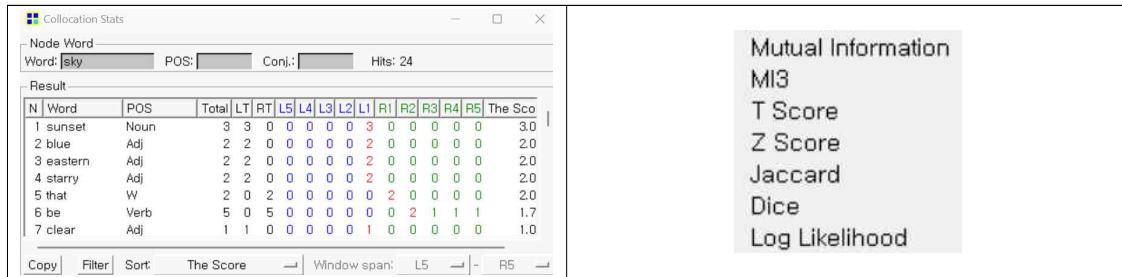 Collocation Stats
Node Word
Word: sky POS: Conj.: Hits: 24
Result
N Word POS Total LT RT L5 L4 L3 L2 L1 R1 R2 R3 R4 R5 The Sco
1 sunset Noun 3 3 0 0 0 0 0 3 0 0 0 0 0 3.0
2 blue Adj 2 2 0 0 0 0 0 2 0 0 0 0 0 2.0
3 eastern Adj 2 2 0 0 0 0 0 2 0 0 0 0 0 2.0
4 starry Adj 2 2 0 0 0 0 0 2 0 0 0 0 0 2.0
5 that W 2 0 2 0 0 0 0 0 2 0 0 0 0 2.0
6 be Verb 5 0 5 0 0 0 0 0 0 2 1 1 1 1.7
7 clear Adj 1 1 0 0 0 0 0 1 0 0 0 0 0 1.0
Copy Filter Sort: The Score Window span: L5 - R5
Mutual Information
MI3
T Score
Z Score
Jaccard
Dice
Log Likelihood